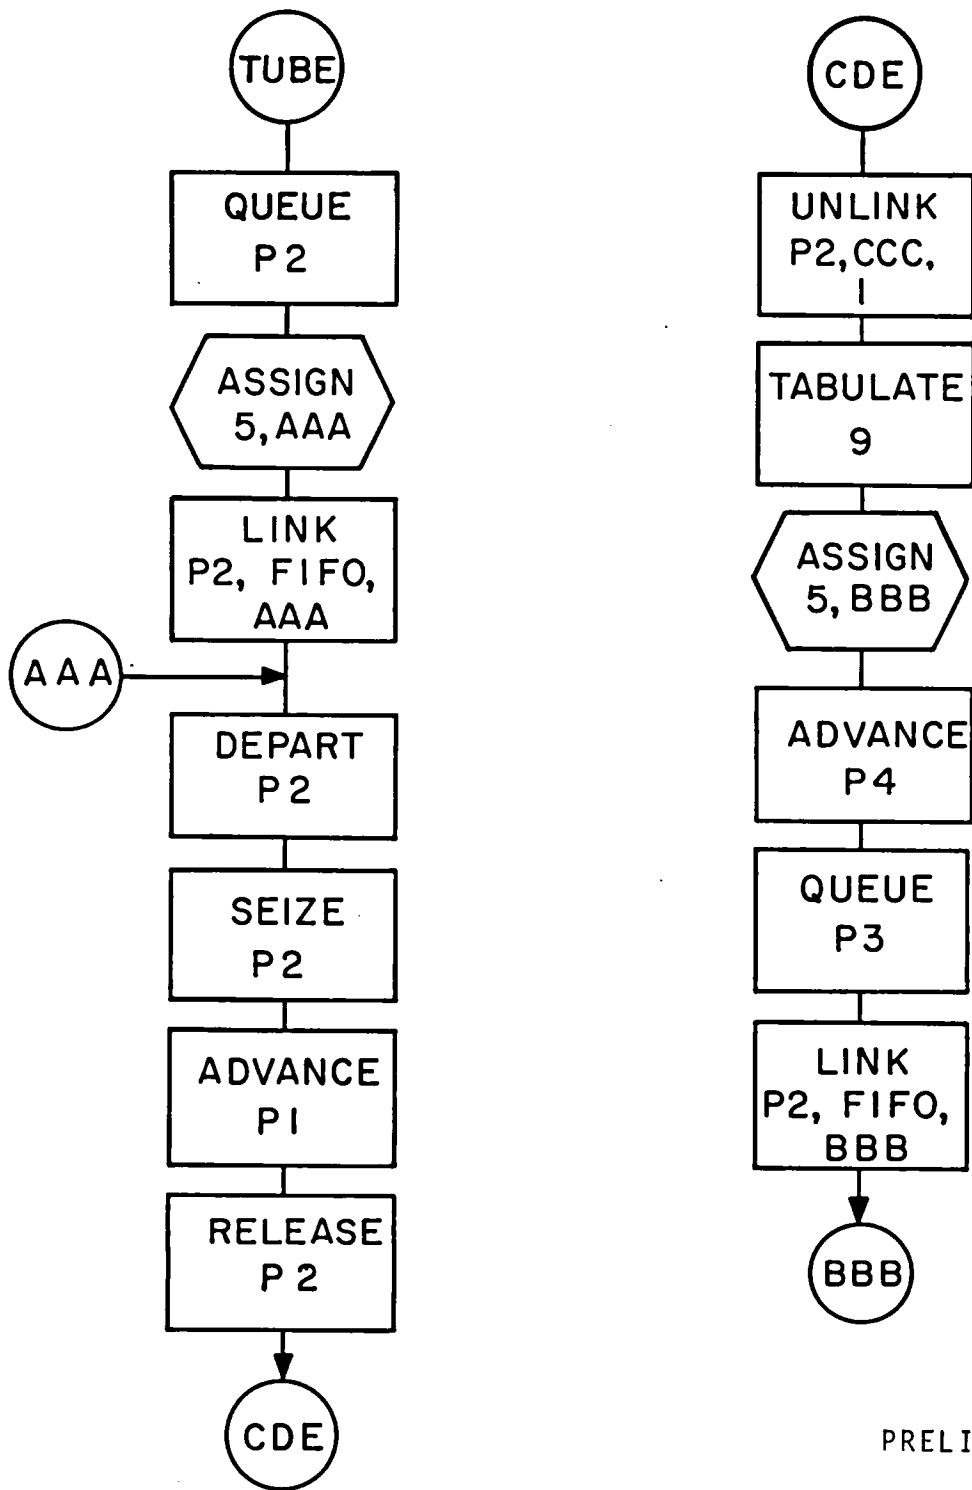 TUBE
QUEUE
P2
ASSIGN
5, AAA
LINK
P2, FIFO,
AAA
AAA
DEPART
P2
SEIZE
P2
ADVANCE
P1
RELEASE
P2
CDE
CDE
UNLINK
P2, CCC,
1
TABULATE
9
ASSIGN
5, BBB
ADVANCE
P4
QUEUE
P3
LINK
P2, FIFO,
BBB
BBB
PRELI